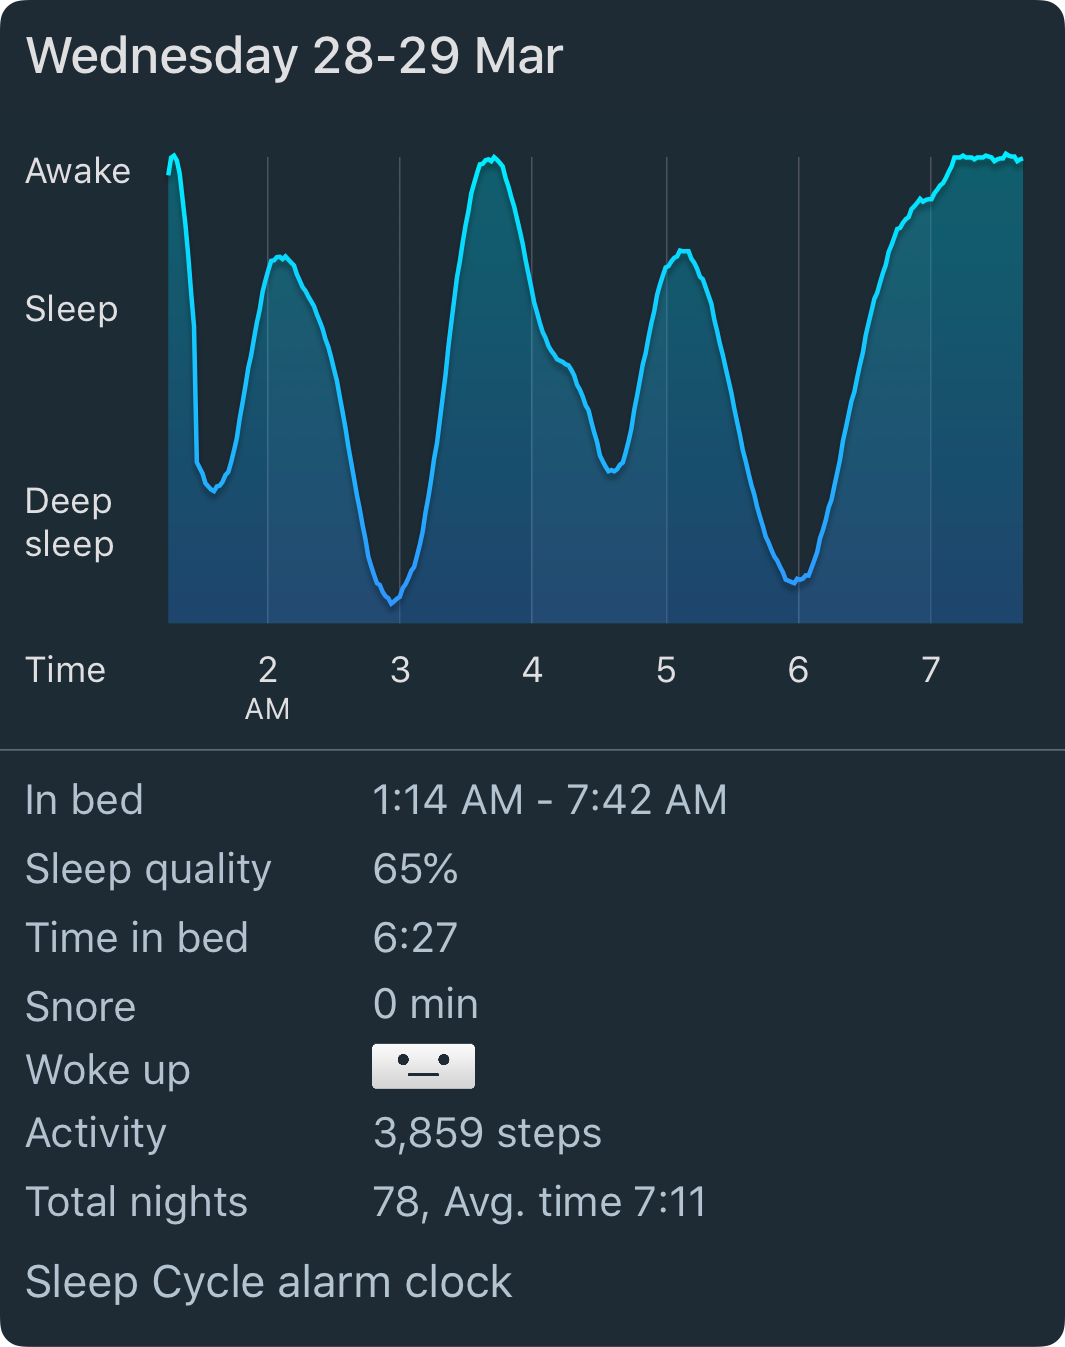 Wednesday 28-29 Mar
Awake
Sleep
Deep
sleep
Time 2 3 4 5 6 7
AM
In bed 1:14 AM - 7:42 AM
Sleep quality 65%
Time in bed 6:27
Snore 0 min
Woke up
Activity 3,859 steps
Total nights 78, Avg. time 7:11
Sleep Cycle alarm clock